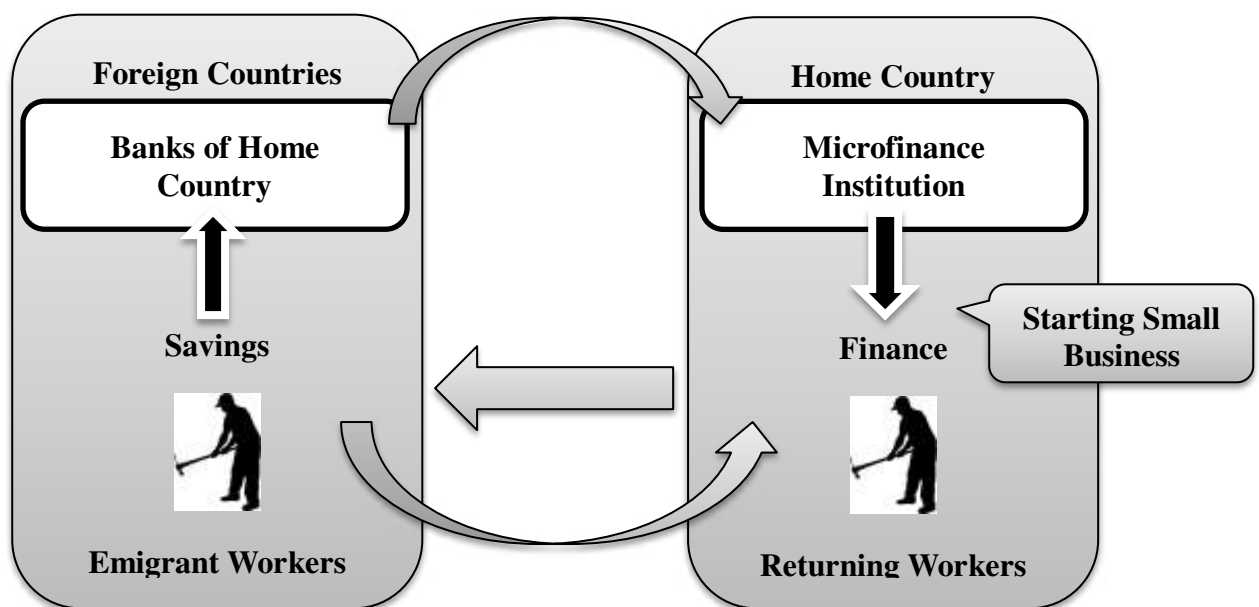 Foreign Countries
Banks of Home
Country
Savings
Emigrant Workers
Home Country
Microfinance
Institution
Finance
Starting Small
Business
Returning Workers